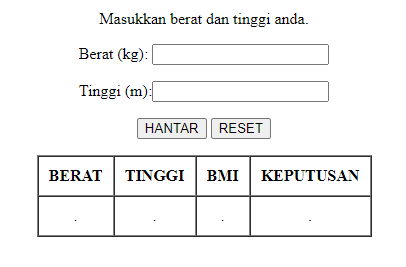 Masukkan berat dan tinggi anda.
Berat (kg):
Tinggi (m):
HANTAR RESET
BERAT TINGGI BMI KEPUTUSAN
. . . .